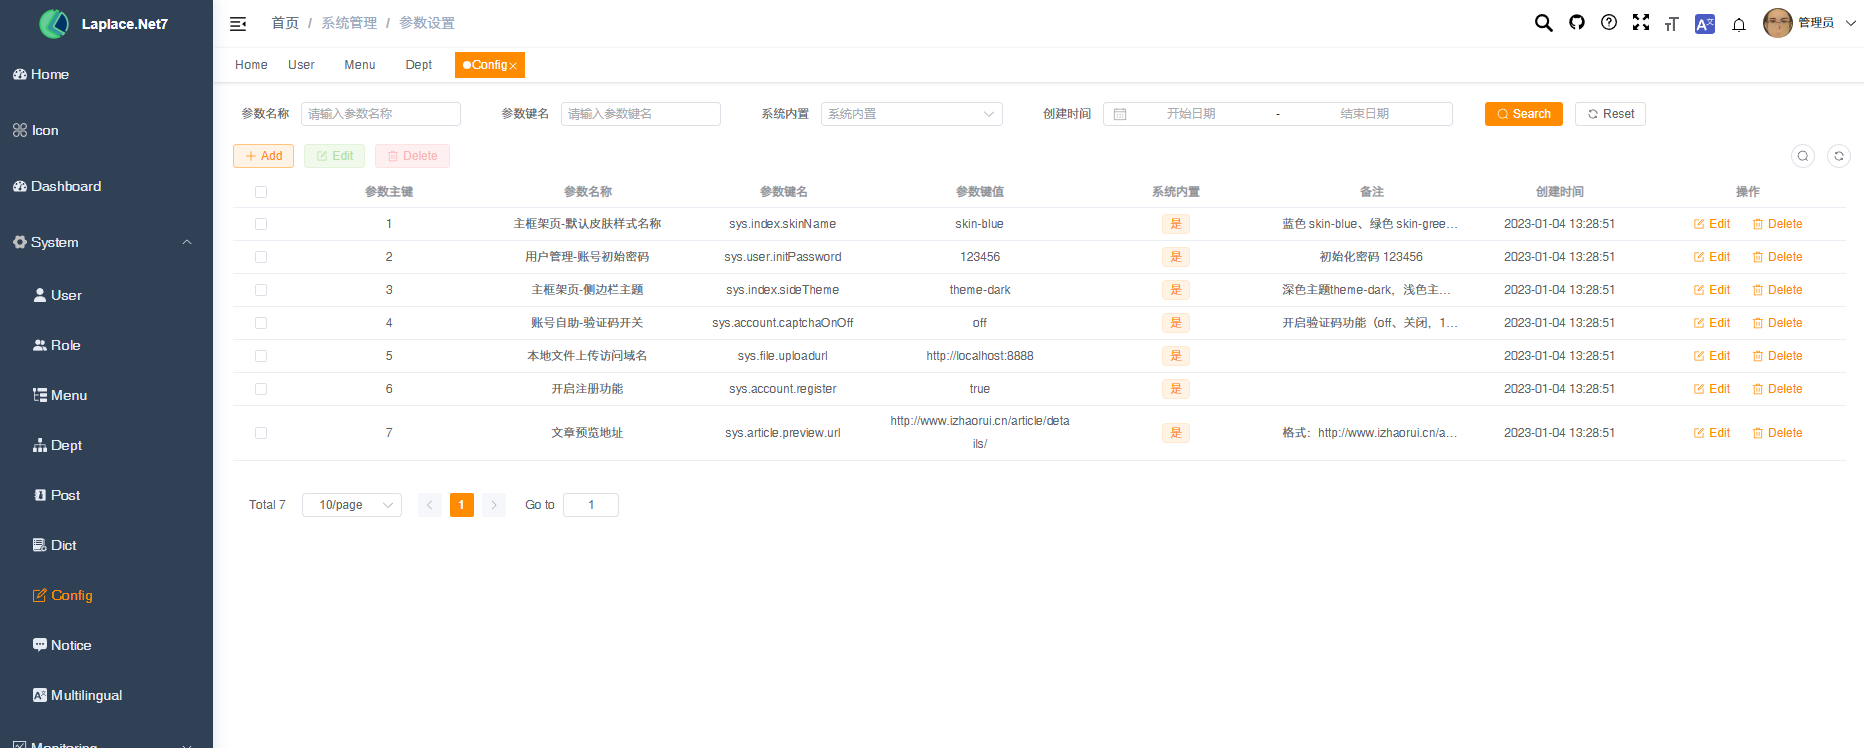 Laplace.Net7
首页 / 系统管理 / 参数设置
管理员
Home
User
Menu
Dept
Config
Home
Icon
Dashboard
System
User
Role
Menu
Dept
Post
Dict
Config
Notice
Multilingual
Monitoring
参数名称 请输入参数名称 参数键名 请输入参数键名 系统内置 系统内置 创建时间 开始日期 - 结束日期 Search Reset
Add Edit Delete
参数主键 参数名称 参数键名 参数键值 系统内置 备注 创建时间 操作
1 主框架页-默认皮肤样式名称 sys.index.skinName skin-blue 是 蓝色 skin-blue、绿色 skin-gree... 2023-01-04 13:28:51 Edit Delete
2 用户管理-账号初始密码 sys.user.initPassword 123456 是 初始化密码 123456 2023-01-04 13:28:51 Edit Delete
3 主框架页-侧边栏主题 sys.index.sideTheme theme-dark 是 深色主题theme-dark，浅色主... 2023-01-04 13:28:51 Edit Delete
4 账号自助-验证码开关 sys.account.captchaOnOff off 是 开启验证码功能（off、关闭，1... 2023-01-04 13:28:51 Edit Delete
5 本地文件上传访问域名 sys.file.uploadurl http://localhost:8888 是 2023-01-04 13:28:51 Edit Delete
6 开启注册功能 sys.account.register true 是 2023-01-04 13:28:51 Edit Delete
7 文章预览地址 sys.article.preview.url http://www.izhaorui.cn/article/deta
ils/ 是 格式：http://www.izhaorui.cn/a... 2023-01-04 13:28:51 Edit Delete
Total 7 10/page 1 Go to 1